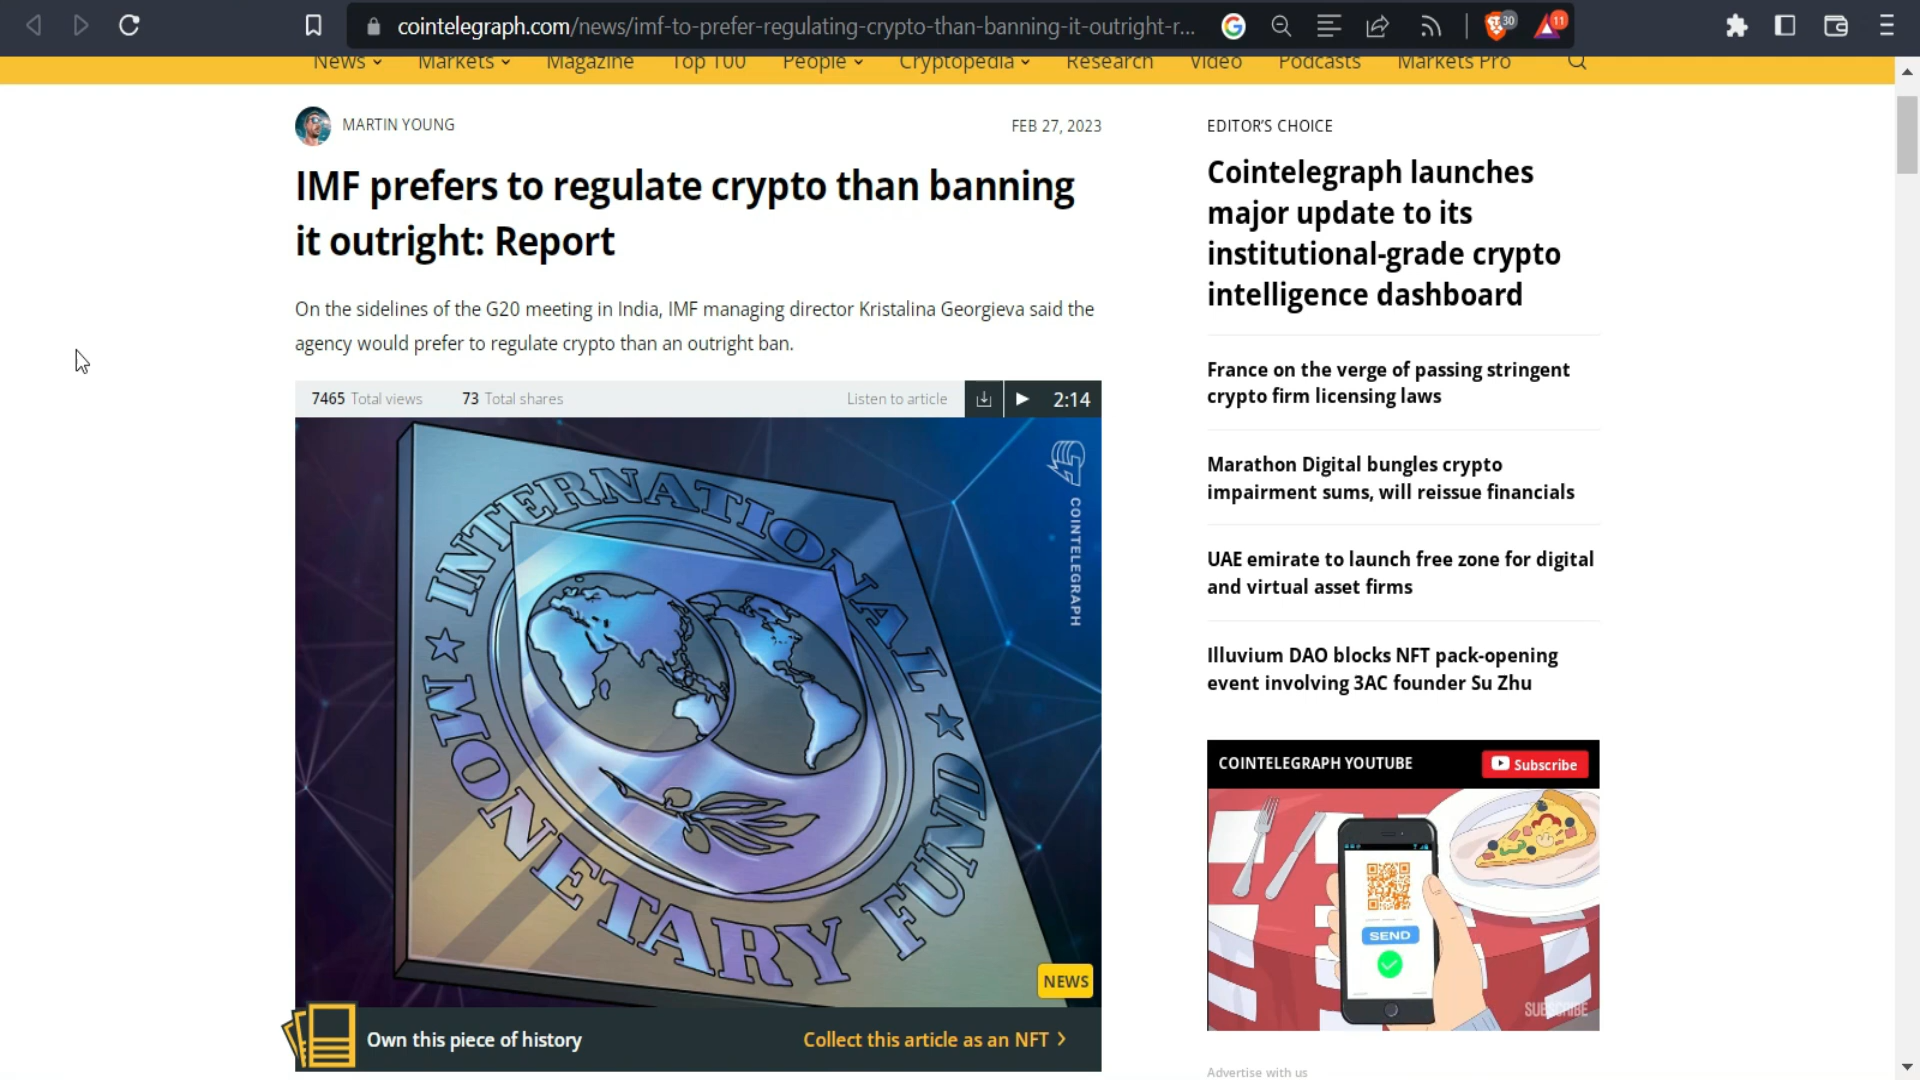 cointelegraph.com/news/imf-to-prefer-regulating-crypto-than-banning-it-outright-r...
30
11
News Markets Magazine Top 100 People Cryptopedia Research Video Podcasts Markets Pro
MARTIN YOUNG
FEB 27, 2023
IMF prefers to regulate crypto than banning
it outright: Report
On the sidelines of the G20 meeting in India, IMF managing director Kristalina Georgieva said the
agency would prefer to regulate crypto than an outright ban.
7465 Total views 73 Total shares Listen to article 2:14
INTERNATIONAL
MONETARY FUND
COINTELEGRAPH
NEWS
Own this piece of history
Collect this article as an NFT
EDITOR'S CHOICE
Cointelegraph launches
major update to its
institutional-grade crypto
intelligence dashboard
France on the verge of passing stringent
crypto firm licensing laws
Marathon Digital bungles crypto
impairment sums, will reissue financials
UAE emirate to launch free zone for digital
and virtual asset firms
Illuvium DAO blocks NFT pack-opening
event involving 3AC founder Su Zhu
COINTELEGRAPH YOUTUBE
Subscribe
SEND
SUBSCRIBE
Advertise with us